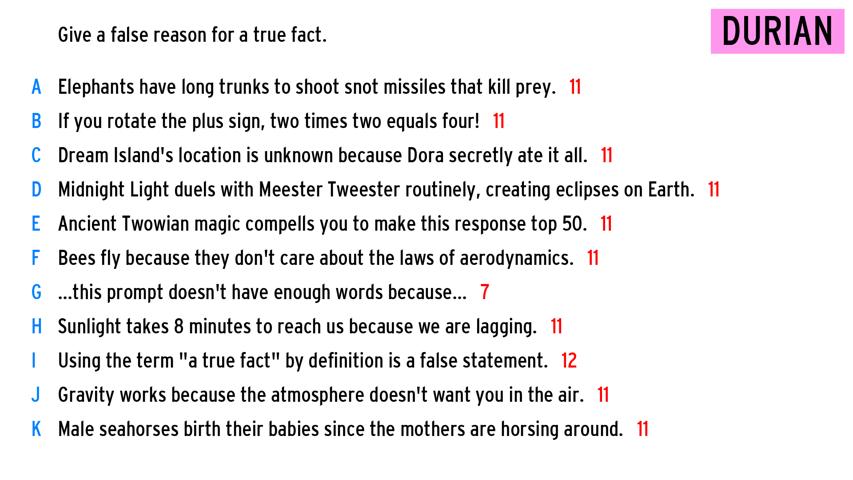 Give a false reason for a true fact.
DURIAN
A Elephants have long trunks to shoot snot missiles that kill prey. 11
B If you rotate the plus sign, two times two equals four! 11
C Dream Island's location is unknown because Dora secretly ate it all. 11
D Midnight Light duels with Meester Tweester routinely, creating eclipses on Earth. 11
E Ancient Twowian magic compells you to make this response top 50. 11
F Bees fly because they don't care about the laws of aerodynamics. 11
G ...this prompt doesn't have enough words because... 7
H Sunlight takes 8 minutes to reach us because we are lagging. 11
I Using the term "a true fact" by definition is a false statement. 12
J Gravity works because the atmosphere doesn't want you in the air. 11
K Male seahorses birth their babies since the mothers are horsing around. 11